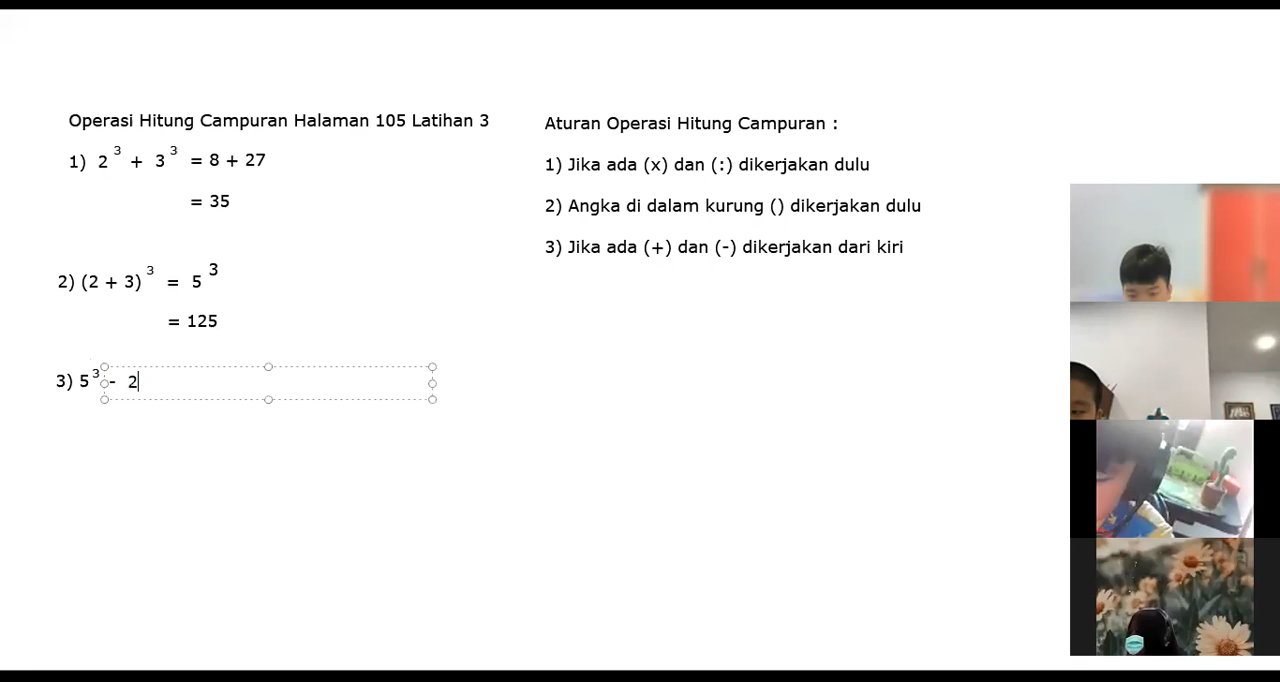 Operasi Hitung Campuran Halaman 105 Latihan 3
1) 2³ + 3³ = 8 + 27
= 35
2) (2 + 3)³ = 5³
= 125
3) 5³ - 2
Aturan Operasi Hitung Campuran :
1) Jika ada (x) dan (:) dikerjakan dulu
2) Angka di dalam kurung () dikerjakan dulu
3) Jika ada (+) dan (-) dikerjakan dari kiri